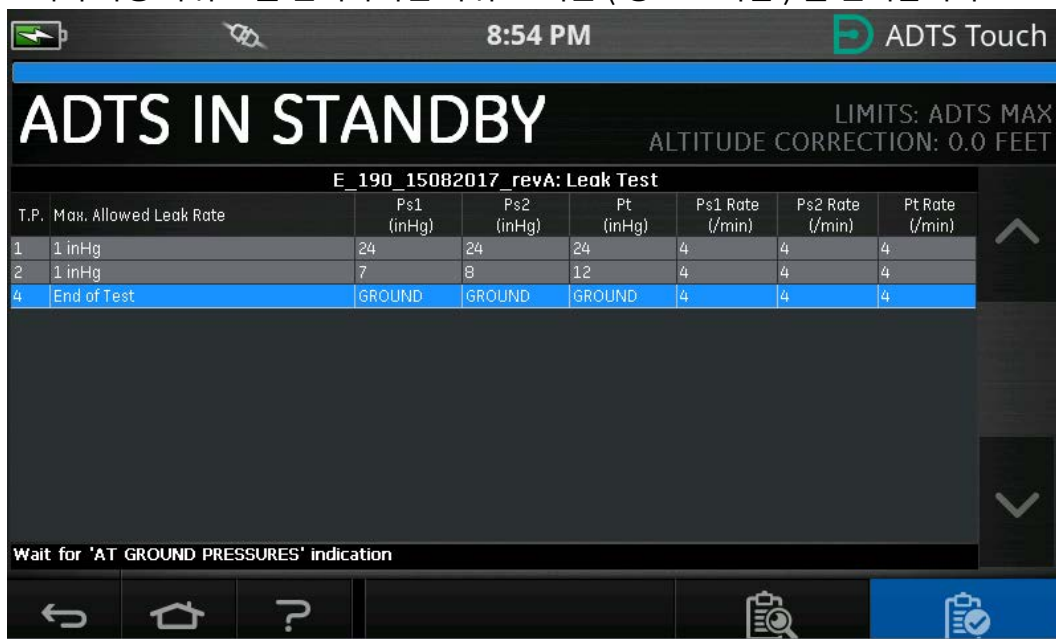 8:54 PM
ADTS Touch
ADTS IN STANDBY
LIMITS: ADTS MAX
ALTITUDE CORRECTION: 0.0 FEET
E_190_15082017_revA: Leak Test
T.P. Max. Allowed Leak Rate Ps1 (inHg) Ps2 (inHg) Pt (inHg) Ps1 Rate (/min) Ps2 Rate (/min) Pt Rate (/min)
1 1 inHg 24 24 24 4 4 4
2 1 inHg 7 8 12 4 4 4
4 End of Test GROUND GROUND GROUND 4 4 4
Wait for 'AT GROUND PRESSURES' indication
?